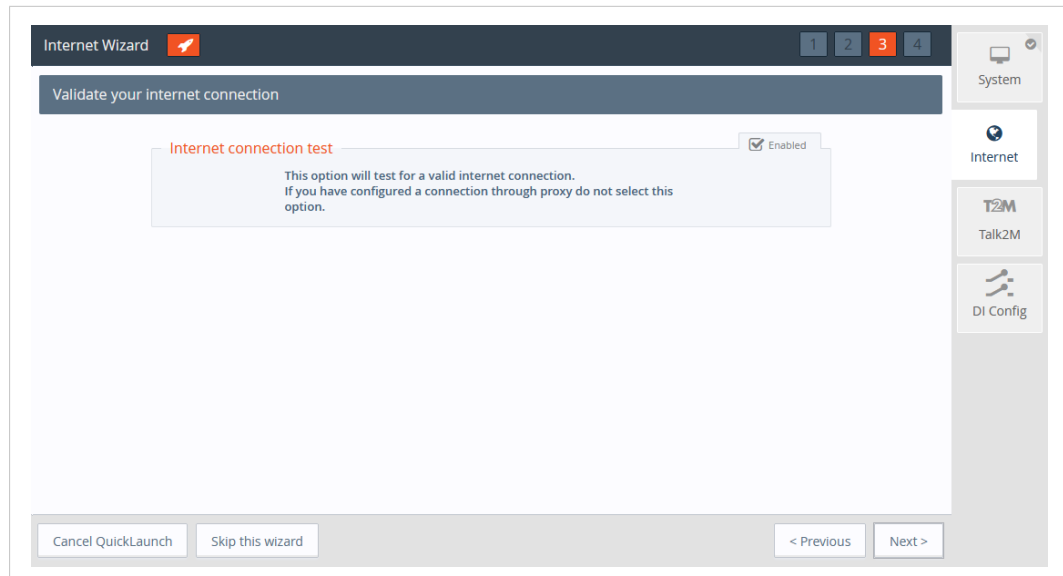 Internet Wizard
1 2 3 4
System
Validate your internet connection
Internet
Internet connection test
Enabled
This option will test for a valid internet connection.
If you have configured a connection through proxy do not select this
option.
T2M
Talk2M
DI Config
Cancel QuickLaunch
Skip this wizard
< Previous
Next >